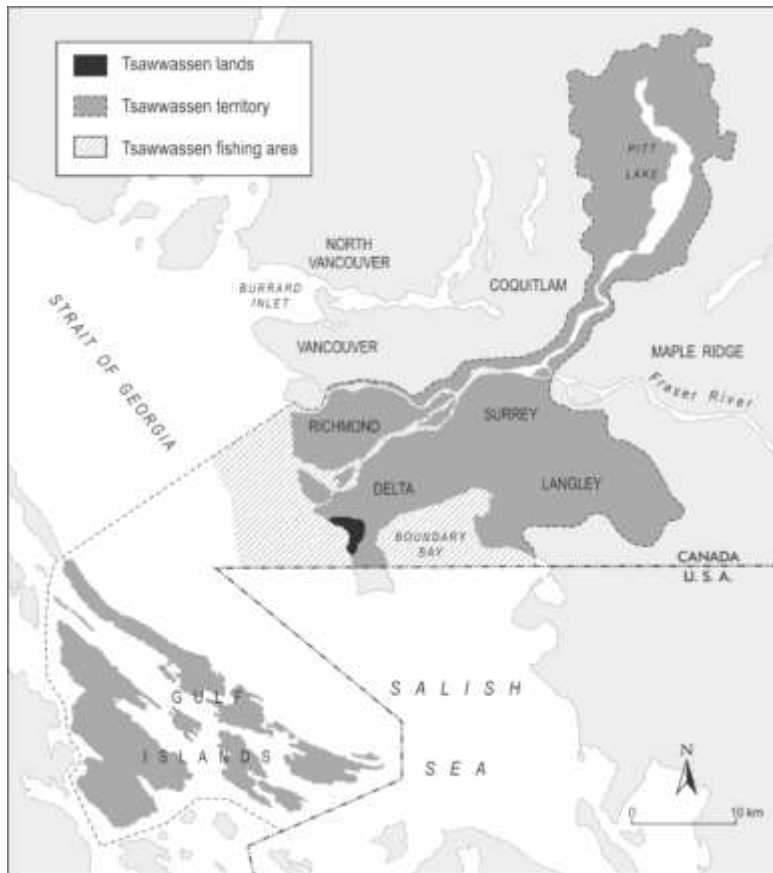 Tsawwassen lands
Tsawwassen territory
Tsawwassen fishing area
PITT
LAKE
NORTH
VANCOUVER
BURRARD
INLET
COQUITLAM
STRAIT OF GEORGIA
VANCOUVER
MAPLE RIDGE
Fraser River
RICHMOND
SURREY
DELTA
LANGLEY
BOUNDARY
BAY
CANADA
U.S.A.
GULF
ISLANDS
SALISH
SEA
N
0 10 km